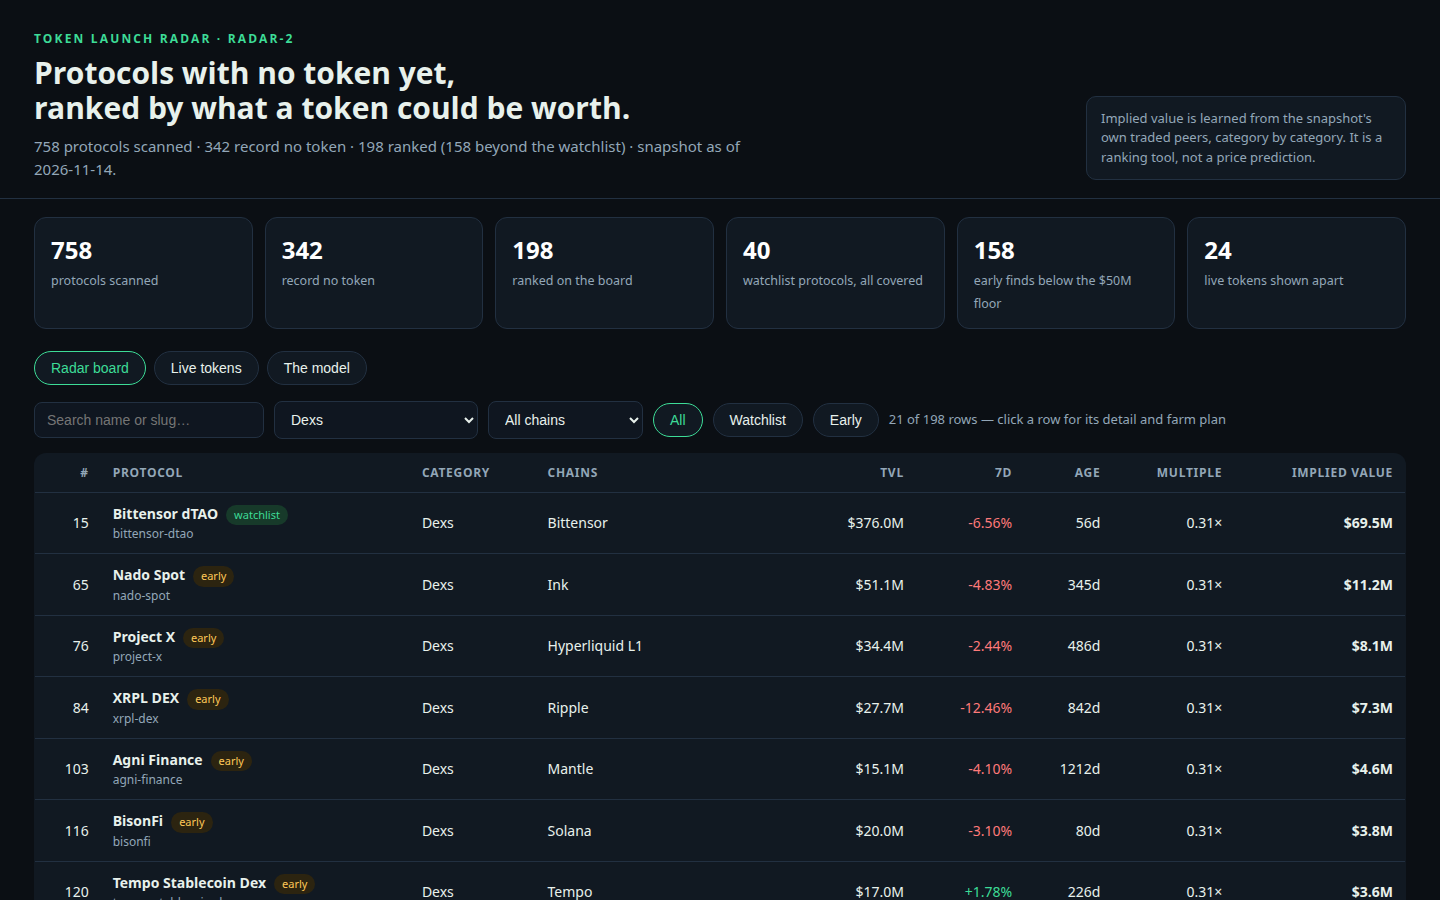 TOKEN LAUNCH RADAR · RADAR-2
Protocols with no token yet,
ranked by what a token could be worth.
758 protocols scanned · 342 record no token · 198 ranked (158 beyond the watchlist) · snapshot as of
2026-11-14.
Implied value is learned from the snapshot's
own traded peers, category by category. It is a
ranking tool, not a price prediction.
758
protocols scanned
342
record no token
198
ranked on the board
40
watchlist protocols, all covered
158
early finds below the $50M
floor
24
live tokens shown apart
Radar board Live tokens The model
Search name or slug… Dexs All chains All Watchlist Early 21 of 198 rows — click a row for its detail and farm plan
# PROTOCOL CATEGORY CHAINS TVL 7D AGE MULTIPLE IMPLIED VALUE
15 Bittensor dTAO watchlist Dexs Bittensor $376.0M -6.56% 56d 0.31× $69.5M
bittensor-dtao
65 Nado Spot early Dexs Ink $51.1M -4.83% 345d 0.31× $11.2M
nado-spot
76 Project X early Dexs Hyperliquid L1 $34.4M -2.44% 486d 0.31× $8.1M
project-x
84 XRPL DEX early Dexs Ripple $27.7M -12.46% 842d 0.31× $7.3M
xrpl-dex
103 Agni Finance early Dexs Mantle $15.1M -4.10% 1212d 0.31× $4.6M
agni-finance
116 BisonFi early Dexs Solana $20.0M -3.10% 80d 0.31× $3.8M
bisonfi
120 Tempo Stablecoin Dex early Dexs Tempo $17.0M +1.78% 226d 0.31× $3.6M